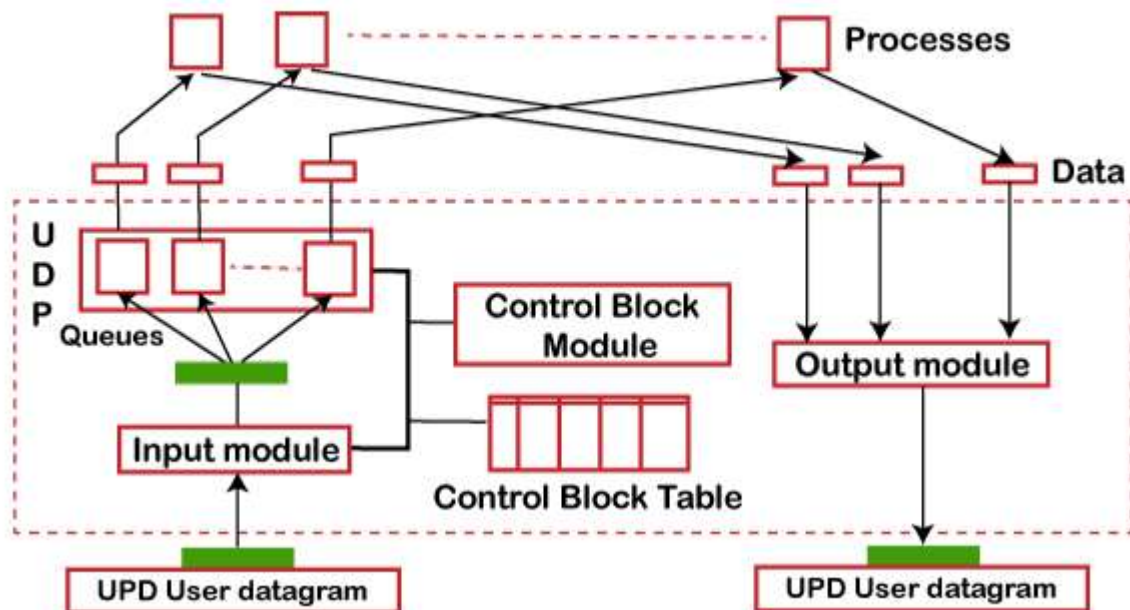 Processes
Data
U
D
P
Queues
Control Block
Module
Output module
Input module
Control Block Table
UPD User datagram
UPD User datagram